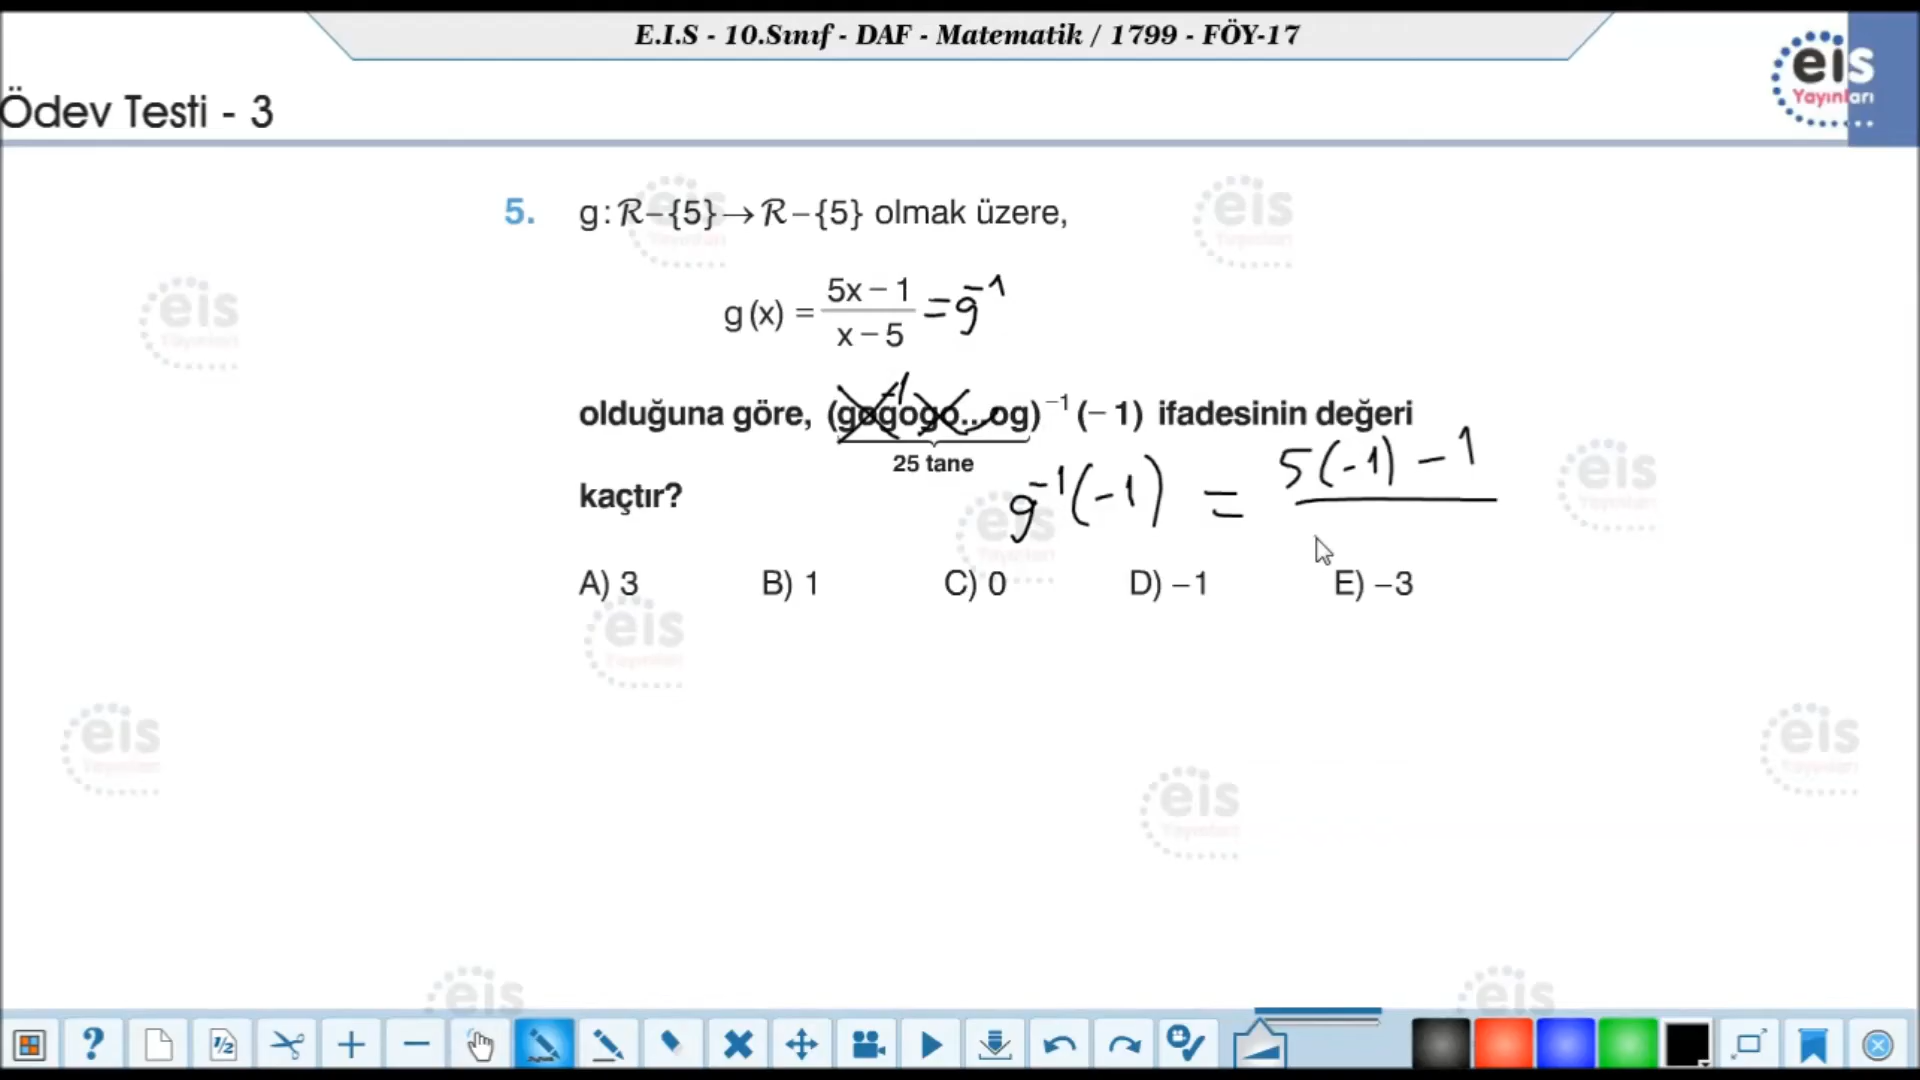 E.I.S - 10.Sınıf - DAF - Matematik / 1799 - FÖY-17
eis
Yayınları
Ödev Testi - 3
5. g : R – {5} → R – {5} olmak üzere,
g (x) = 5x – 1 / x – 5 = g⁻¹
olduğuna göre, (gogogo...og)⁻¹ (– 1) ifadesinin değeri
-1
25 tane
kaçtır?
g⁻¹(-1) = 5(-1) - 1
A) 3 B) 1 C) 0 D) –1 E) –3